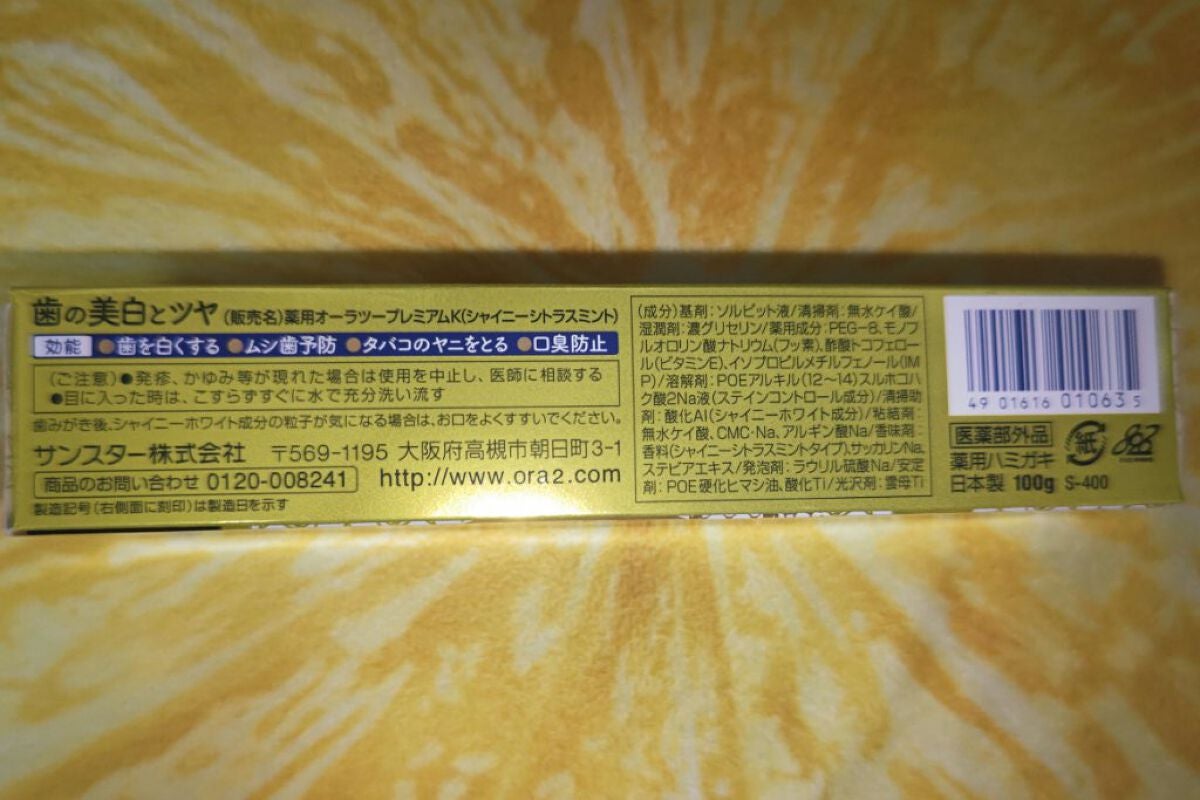 歯の美白とツヤ (販売名)薬用オーラツープレミアムK(シャイニーシトラスミント)
効能 ●歯を白くする ●ムシ歯予防 ●タバコのヤニをとる ●口臭防止
(ご注意)●発疹、かゆみ等が現れた場合は使用を中止し、医師に相談する
●目に入った時は、こすらずすぐに水で充分洗い流す
歯みがき後、シャイニーホワイト成分の粒子が気になる場合は、お口をよくすすいでください。
サンスター株式会社 〒569-1195 大阪府高槻市朝日町3-1
商品のお問い合わせ 0120-008241 http://www.ora2.com
製造記号(右側面に刻印)は製造日を示す
(成分)基剤:ソルビット液/清掃剤:無水ケイ酸/
湿潤剤:濃グリセリン/薬用成分:PEG-8、モノフ
ルオロリン酸ナトリウム(フッ素)、酢酸トコフェロー
ル(ビタミンE)、イソプロピルメチルフェノール(IM
P)/溶解剤:POEアルキル(12~14)スルホコハ
ク酸2Na液(ステインコントロール成分)/清掃助
剤:酸化Al(シャイニーホワイト成分)/粘結剤:
無水ケイ酸、CMC·Na、アルギン酸Na/香味剤:
香料(シャイニーシトラスミントタイプ)、サッカリンNa、
ステビアエキス/発泡剤:ラウリル硫酸Na/安定
剤:POE硬化ヒマシ油、酸化Ti/光沢剤:雲母Ti
4901616010635
医薬部外品
薬用ハミガキ
紙
日本製 100g S-400